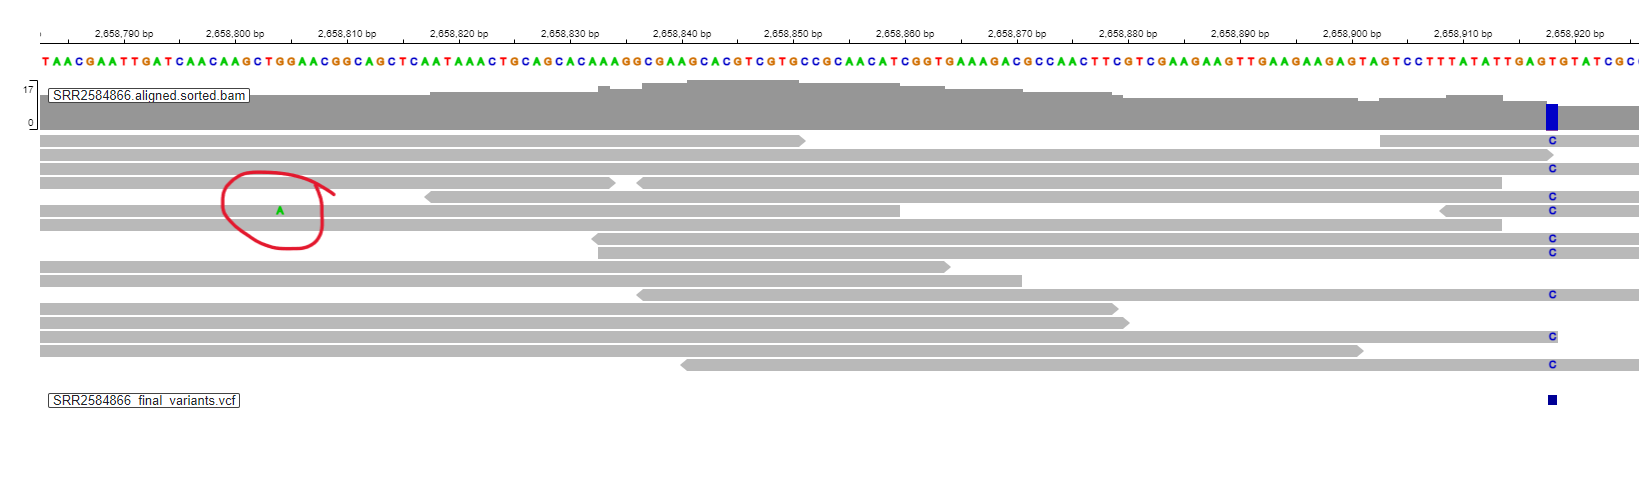 2,658,790 bp 2,658,800 bp 2,658,810 bp 2,658,820 bp 2,658,830 bp 2,658,840 bp 2,658,850 bp 2,658,860 bp 2,658,870 bp 2,658,880 bp 2,658,890 bp 2,658,900 bp 2,658,910 bp 2,658,920 bp
TAACGAATTGATCAACAAGCTGGAACGGCAGCTCAATAAACTGCAGCACAAAGGCGAAGCACGTCGTGCCGCAACATCGGTGAAAGACGCCAACTTCGTCGAAGAAGTTGAAGAAGAGTAGTCCTTTATATTGAGTGTATCGC
17
SRR2584866.aligned.sorted.bam
0
C
C
C
A C
C
C
C
C
C
SRR2584866_final_variants.vcf